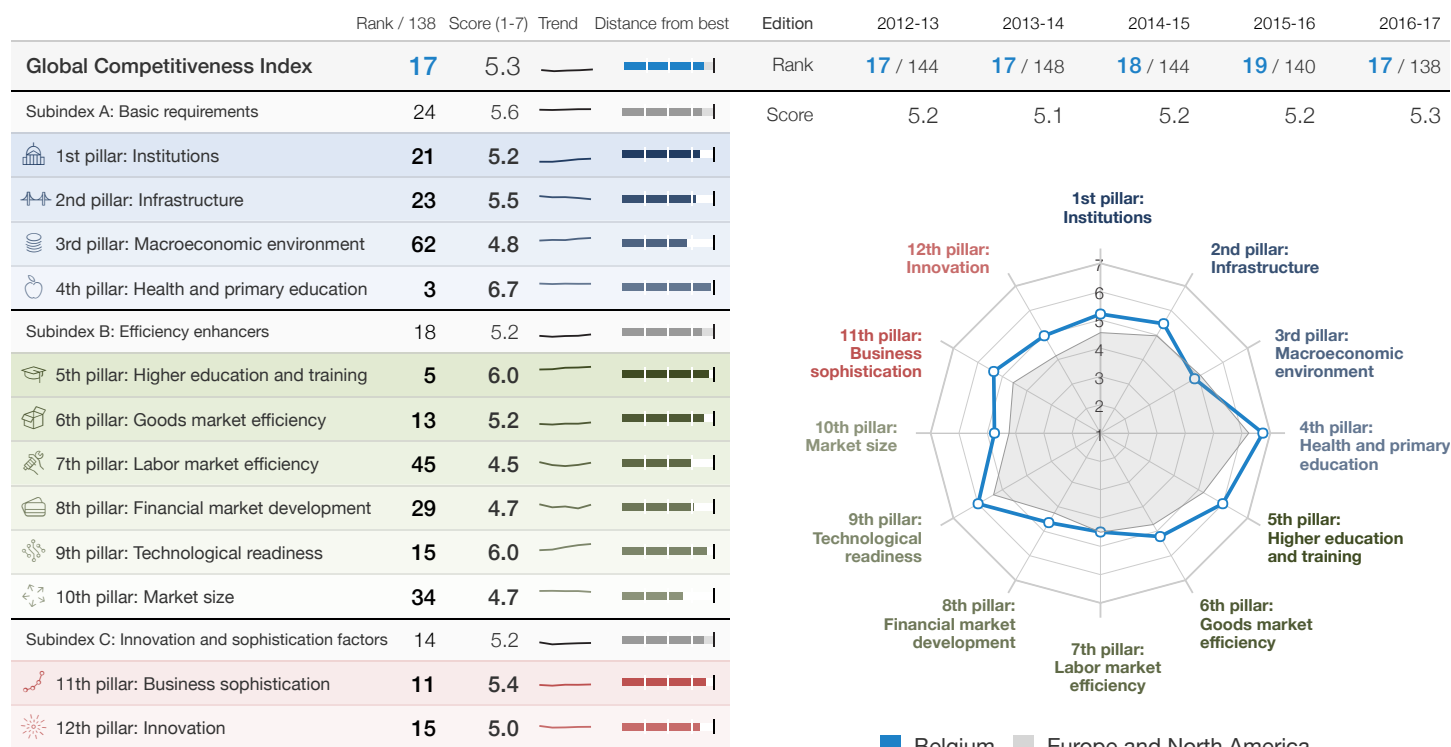 Rank / 138 Score (1-7) Trend Distance from best
Global Competitiveness Index 17 5.3
Subindex A: Basic requirements 24 5.6
1st pillar: Institutions 21 5.2
2nd pillar: Infrastructure 23 5.5
3rd pillar: Macroeconomic environment 62 4.8
4th pillar: Health and primary education 3 6.7
Subindex B: Efficiency enhancers 18 5.2
5th pillar: Higher education and training 5 6.0
6th pillar: Goods market efficiency 13 5.2
7th pillar: Labor market efficiency 45 4.5
8th pillar: Financial market development 29 4.7
9th pillar: Technological readiness 15 6.0
10th pillar: Market size 34 4.7
Subindex C: Innovation and sophistication factors 14 5.2
11th pillar: Business sophistication 11 5.4
12th pillar: Innovation 15 5.0
Edition 2012-13 2013-14 2014-15 2015-16 2016-17
Rank 17 / 144 17 / 148 18 / 144 19 / 140 17 / 138
Score 5.2 5.1 5.2 5.2 5.3
1st pillar:
Institutions
2nd pillar:
Infrastructure
3rd pillar:
Macroeconomic
environment
4th pillar:
Health and primary
education
5th pillar:
Higher education
and training
6th pillar:
Goods market
efficiency
7th pillar:
Labor market
efficiency
8th pillar:
Financial market
development
9th pillar:
Technological
readiness
10th pillar:
Market size
11th pillar:
Business
sophistication
12th pillar:
Innovation
7
6
5
4
3
2
1
Belgium Europe and North America